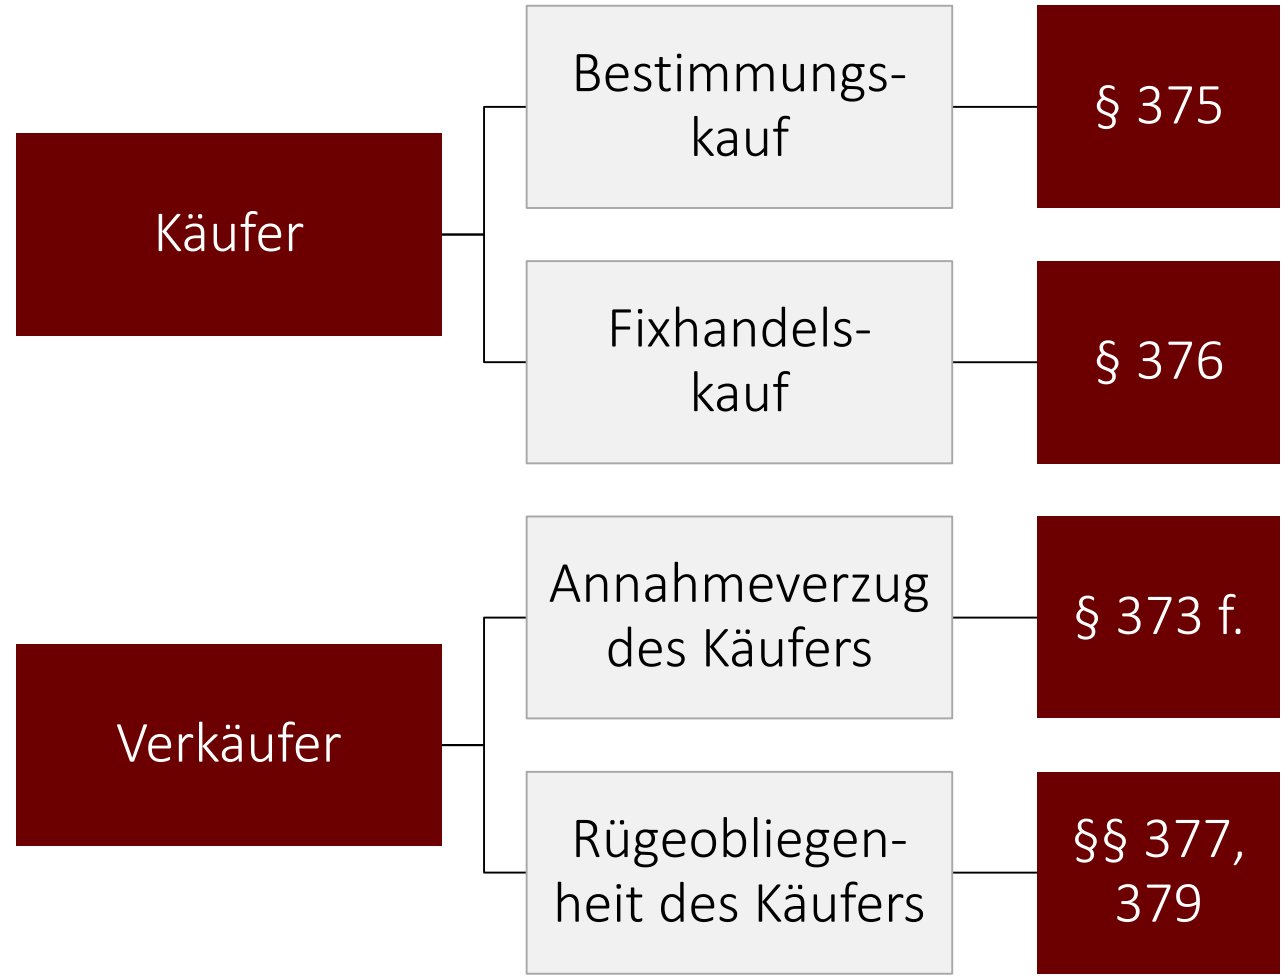 Käufer
Bestimmungs-
kauf
§ 375
Fixhandels-
kauf
§ 376
Verkäufer
Annahmeverzug
des Käufers
§ 373 f.
Rügeobliegen-
heit des Käufers
§§ 377,
379